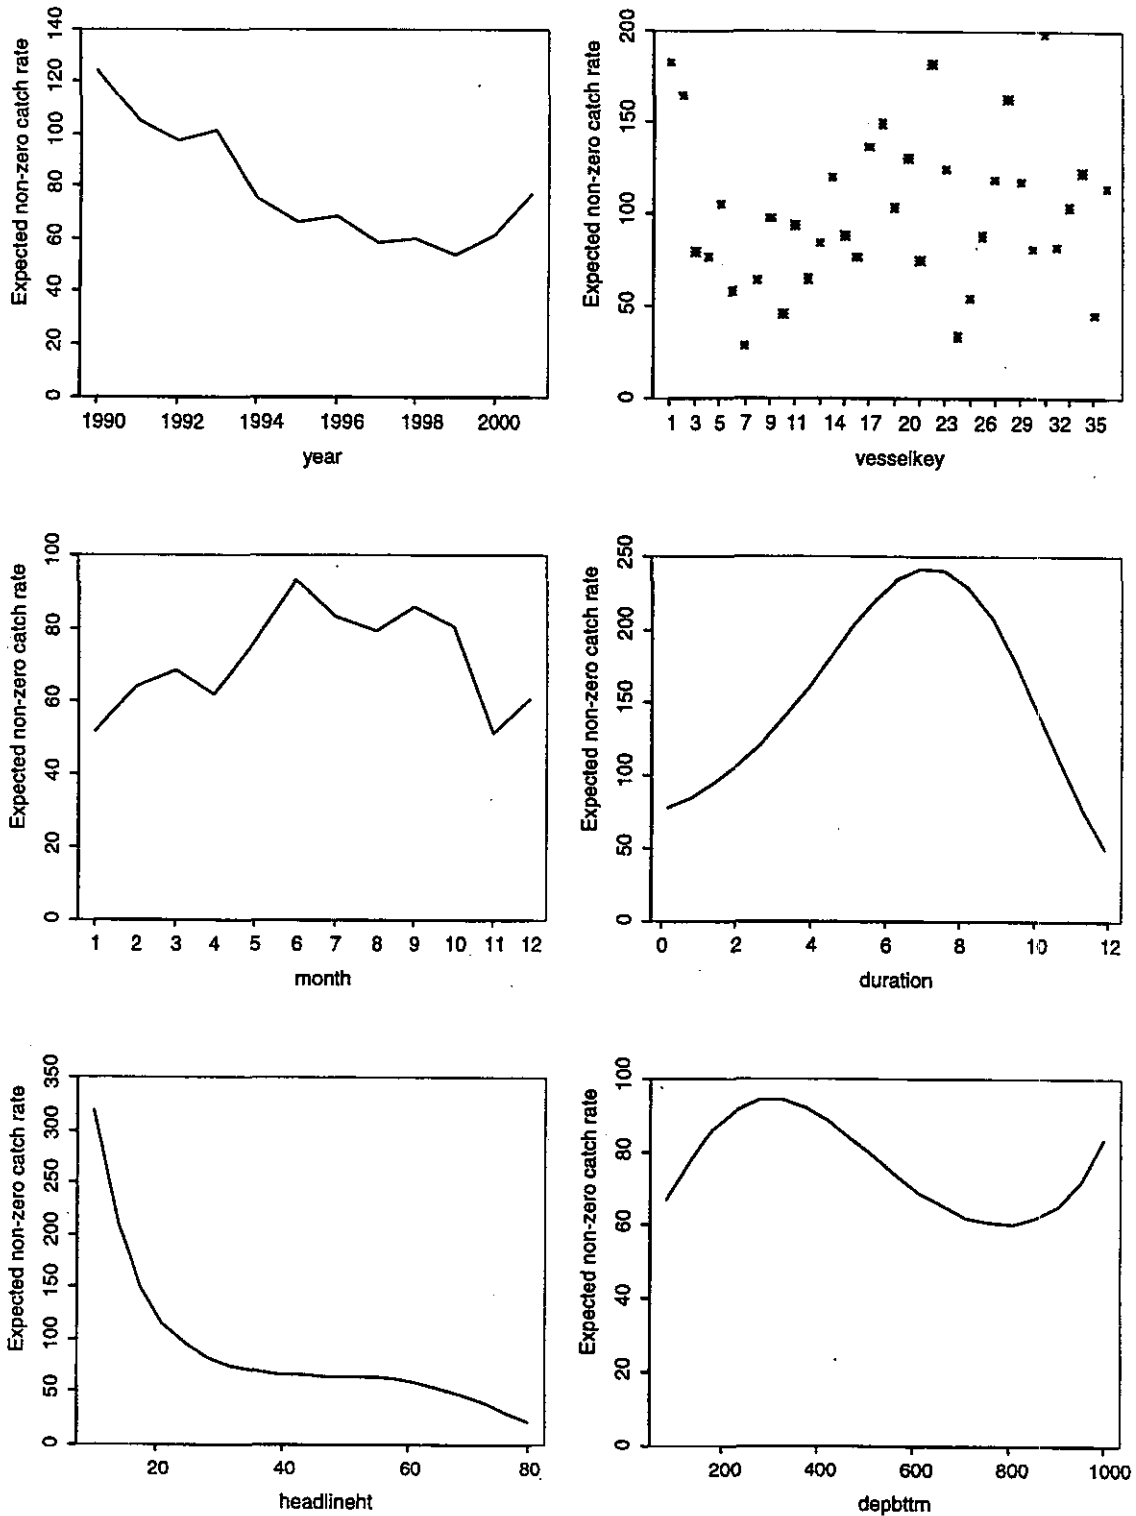 Expected non-zero catch rate
0 20 40 60 80 100 120 140
1990 1992 1994 1996 1998 2000
year
Expected non-zero catch rate
0 50 100 150 200
1 3 5 7 9 11 14 17 20 23 26 29 32 35
vesselkey
Expected non-zero catch rate
0 20 40 60 80 100
1 2 3 4 5 6 7 8 9 10 11 12
month
Expected non-zero catch rate
0 50 100 150 200 250
0 2 4 6 8 10 12
duration
Expected non-zero catch rate
0 50 100 150 200 250 300 350
20 40 60 80
headlineht
Expected non-zero catch rate
0 20 40 60 80 100
200 400 600 800 1000
depbttm